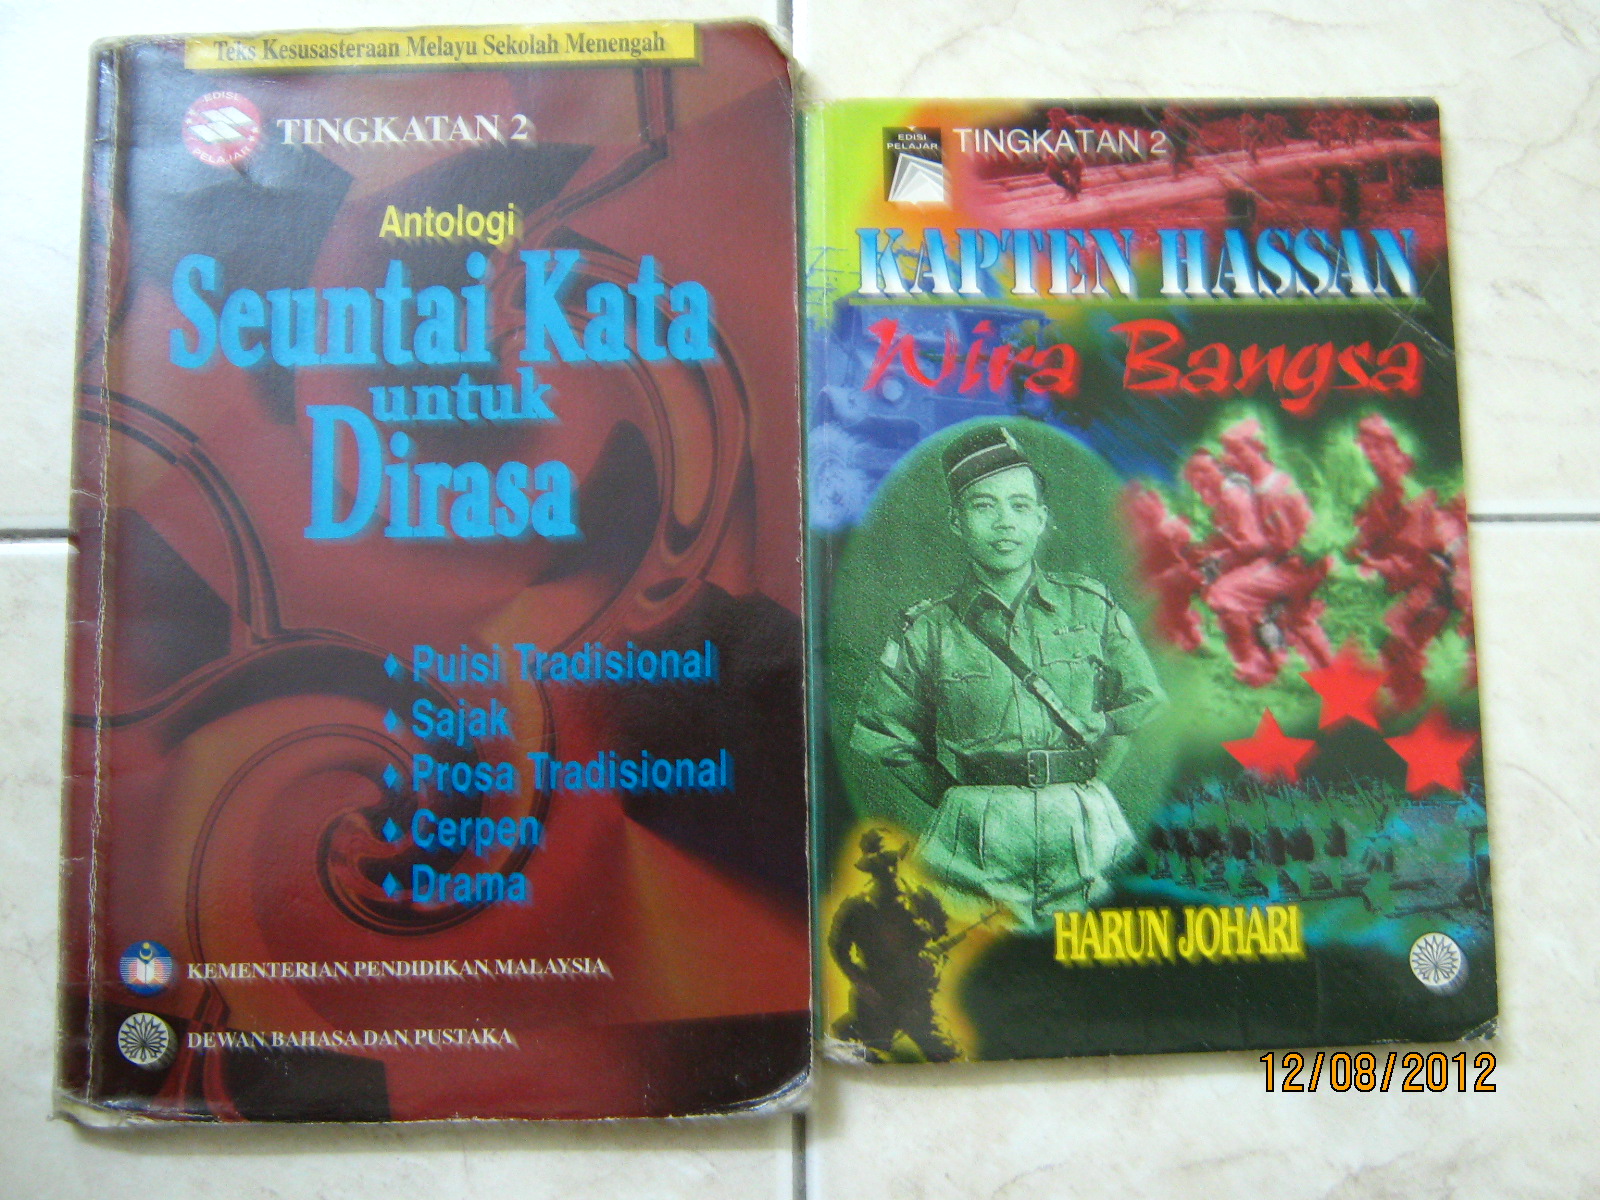 Teks Kesusasteraan Melayu Sekolah Menengah
EDISI
PELAJAR
TINGKATAN 2
Antologi
Seuntai Kata
untuk
Dirasa
♦ Puisi Tradisional
♦ Sajak
♦ Prosa Tradisional
♦ Cerpen
♦ Drama
KEMENTERIAN PENDIDIKAN MALAYSIA
DEWAN BAHASA DAN PUSTAKA
EDISI
PELAJAR
TINGKATAN 2
KAPTEN HASSAN
Wira Bangsa
HARUN JOHARI
12/08/2012